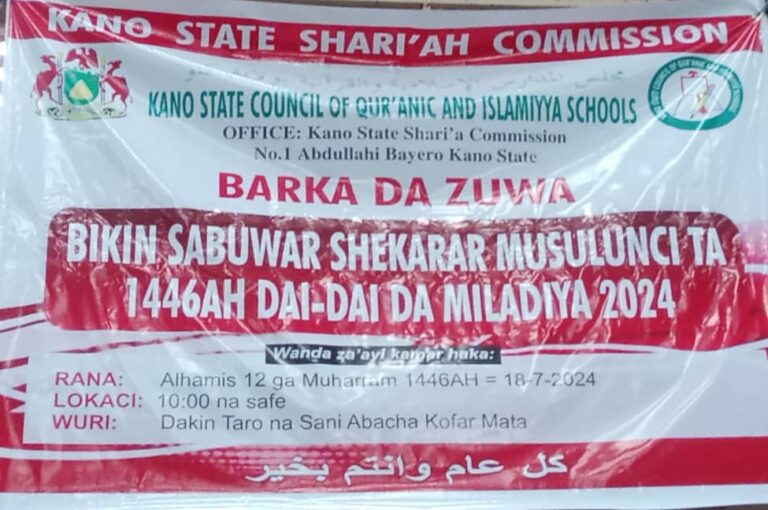 KANO STATE SHARI'AH COMMISSION
KANO STATE COUNCIL OF QUR'ANIC AND ISLAMIYYA SCHOOLS
OFFICE: Kano State Shari'a Commission
No.1 Abdullahi Bayero Kano State
BARKA DA ZUWA
BIKIN SABUWAR SHEKARAR MUSULUNCI TA
1446AH DAI-DAI DA MILADIYA 2024
Wanda za'ayi kamar haka:
RANA: Alhamis 12 ga Muharram 1446AH = 18-7-2024
LOKACI: 10:00 na safe
WURI: Dakin Taro na Sani Abacha Kofar Mata
كل عام وانتم بخير